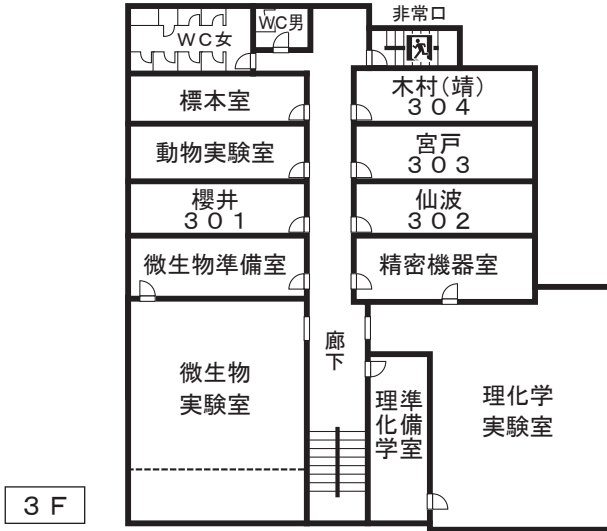 非常口
WC男
WC女
標本室
木村(靖)
３０４
動物実験室
宮戸
３０３
櫻井
３０１
仙波
３０２
微生物準備室
精密機器室
廊下
微生物
実験室
理化学
準備室
理化学
実験室
３Ｆ